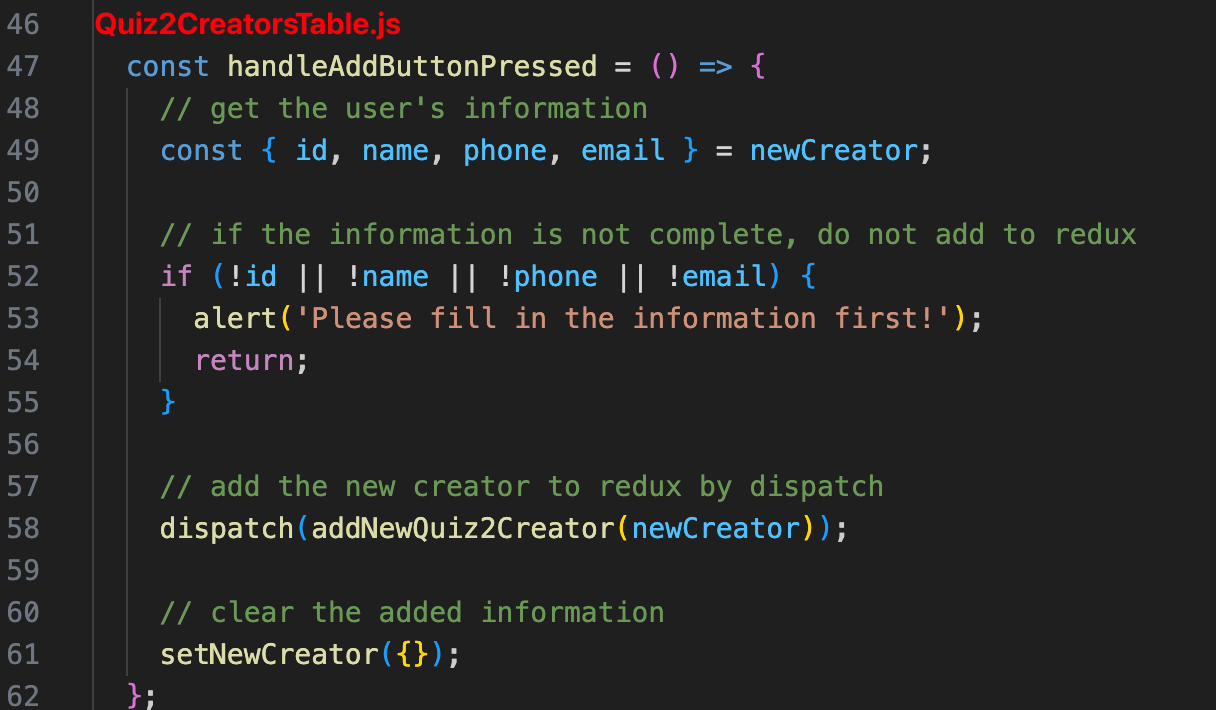 46 Quiz2CreatorsTable.js
47 const handleAddButtonPressed = () => {
48 // get the user's information
49 const { id, name, phone, email } = newCreator;
50
51 // if the information is not complete, do not add to redux
52 if (!id || !name || !phone || !email) {
53 alert('Please fill in the information first!');
54 return;
55 }
56
57 // add the new creator to redux by dispatch
58 dispatch(addNewQuiz2Creator(newCreator));
59
60 // clear the added information
61 setNewCreator({});
62 };